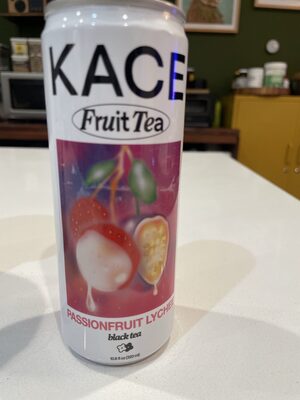 KACE
Fruit Tea
PASSIONFRUIT LYCHEE
black tea